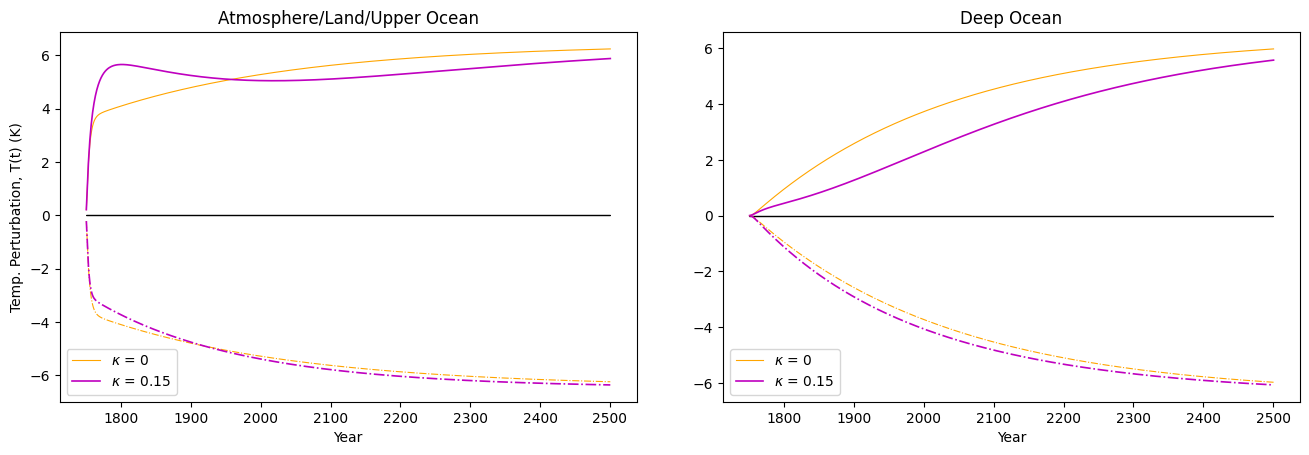 Atmosphere/Land/Upper Ocean
Temp. Perturbation, T(t) (K)
6
4
2
0
−2
−4
−6
κ = 0
κ = 0.15
1800 1900 2000 2100 2200 2300 2400 2500
Year
Deep Ocean
6
4
2
0
−2
−4
−6
κ = 0
κ = 0.15
1800 1900 2000 2100 2200 2300 2400 2500
Year